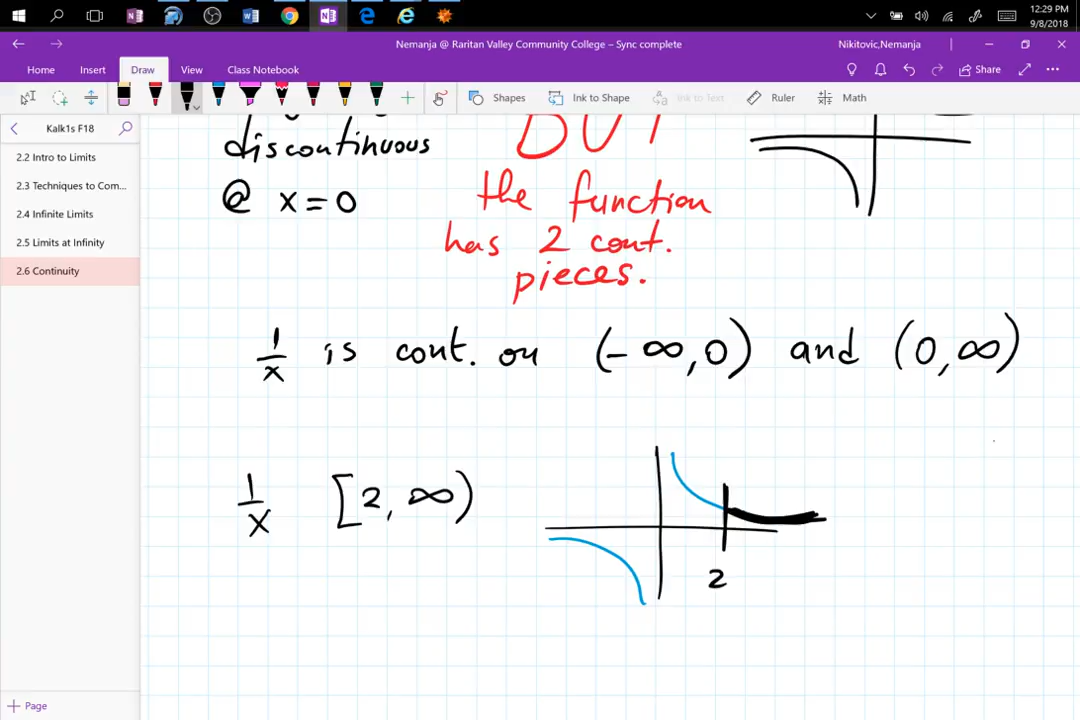 12:29 PM
9/8/2018
Nemanja @ Raritan Valley Community College – Sync complete
Nikitovic,Nemanja
Home Insert Draw View Class Notebook
Share
Shapes Ink to Shape Ink to Text Ruler Math
Kalk1s F18
2.2 Intro to Limits
2.3 Techniques to Com...
2.4 Infinite Limits
2.5 Limits at Infinity
2.6 Continuity
Page
discontinuous
@ x = 0
BUT
the function
has 2 cont.
pieces.
1/x is cont. on (-∞,0) and (0,∞)
1/x [2,∞)
2